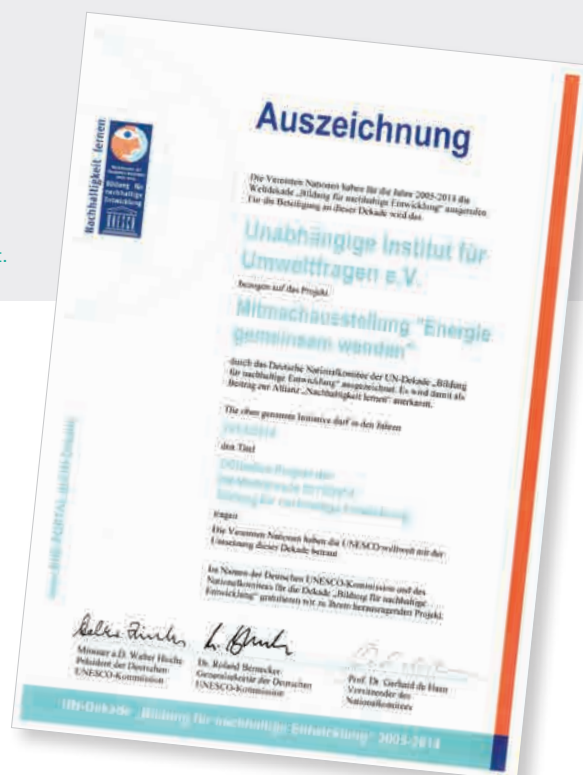 t.
Nachhaltigkeit lernen
Bildung für
nachhaltige
Entwicklung
UNESCO
Auszeichnung
Die Vereinten Nationen haben für die Jahre 2005-2014 die
Weltdekade „Bildung für nachhaltige Entwicklung“ ausgerufen.
Für die Beteiligung an dieser Dekade wird das
Unabhängige Institut für
Umweltfragen e.V.
bezogen auf das Projekt
Mitmachausstellung "Energie
gemeinsam wenden"
durch das Deutsche Nationalkomitee der UN-Dekade „Bildung
für nachhaltige Entwicklung“ ausgezeichnet. Es wird damit als
Beitrag zur Allianz „Nachhaltigkeit lernen“ anerkannt.
Die oben genannte Initiative darf in den Jahren
den Titel
Bildung für nachhaltige Entwicklung
tragen
Die Vereinten Nationen haben die UNESCO weltweit mit der
Umsetzung dieser Dekade betraut.
Im Namen der Deutschen UNESCO-Kommission und des
Nationalkomitees für die Dekade „Bildung für nachhaltige
Entwicklung“ gratulieren wir zu Ihrem herausragenden Projekt.
Minister a.D. Walter Hirche
Präsident der Deutschen
UNESCO-Kommission
Dr. Roland Bernecker
Generalsekretär der Deutschen
UNESCO-Kommission
Prof. Dr. Gerhard de Haan
Vorsitzender des
Nationalkomitees
UN-Dekade „Bildung für nachhaltige Entwicklung“ 2005-2014